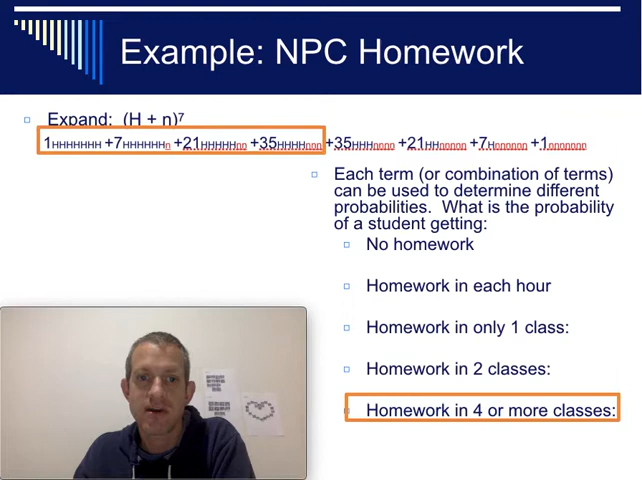 Example: NPC Homework
Expand: (H + n)⁷
1HHHHHHH +7HHHHHHn +21HHHHHnn +35HHHHnnn +35HHHnnnn +21HHnnnnn +7Hnnnnnn +1nnnnnnn
Each term (or combination of terms)
can be used to determine different
probabilities. What is the probability
of a student getting:
No homework
Homework in each hour
Homework in only 1 class:
Homework in 2 classes:
Homework in 4 or more classes: